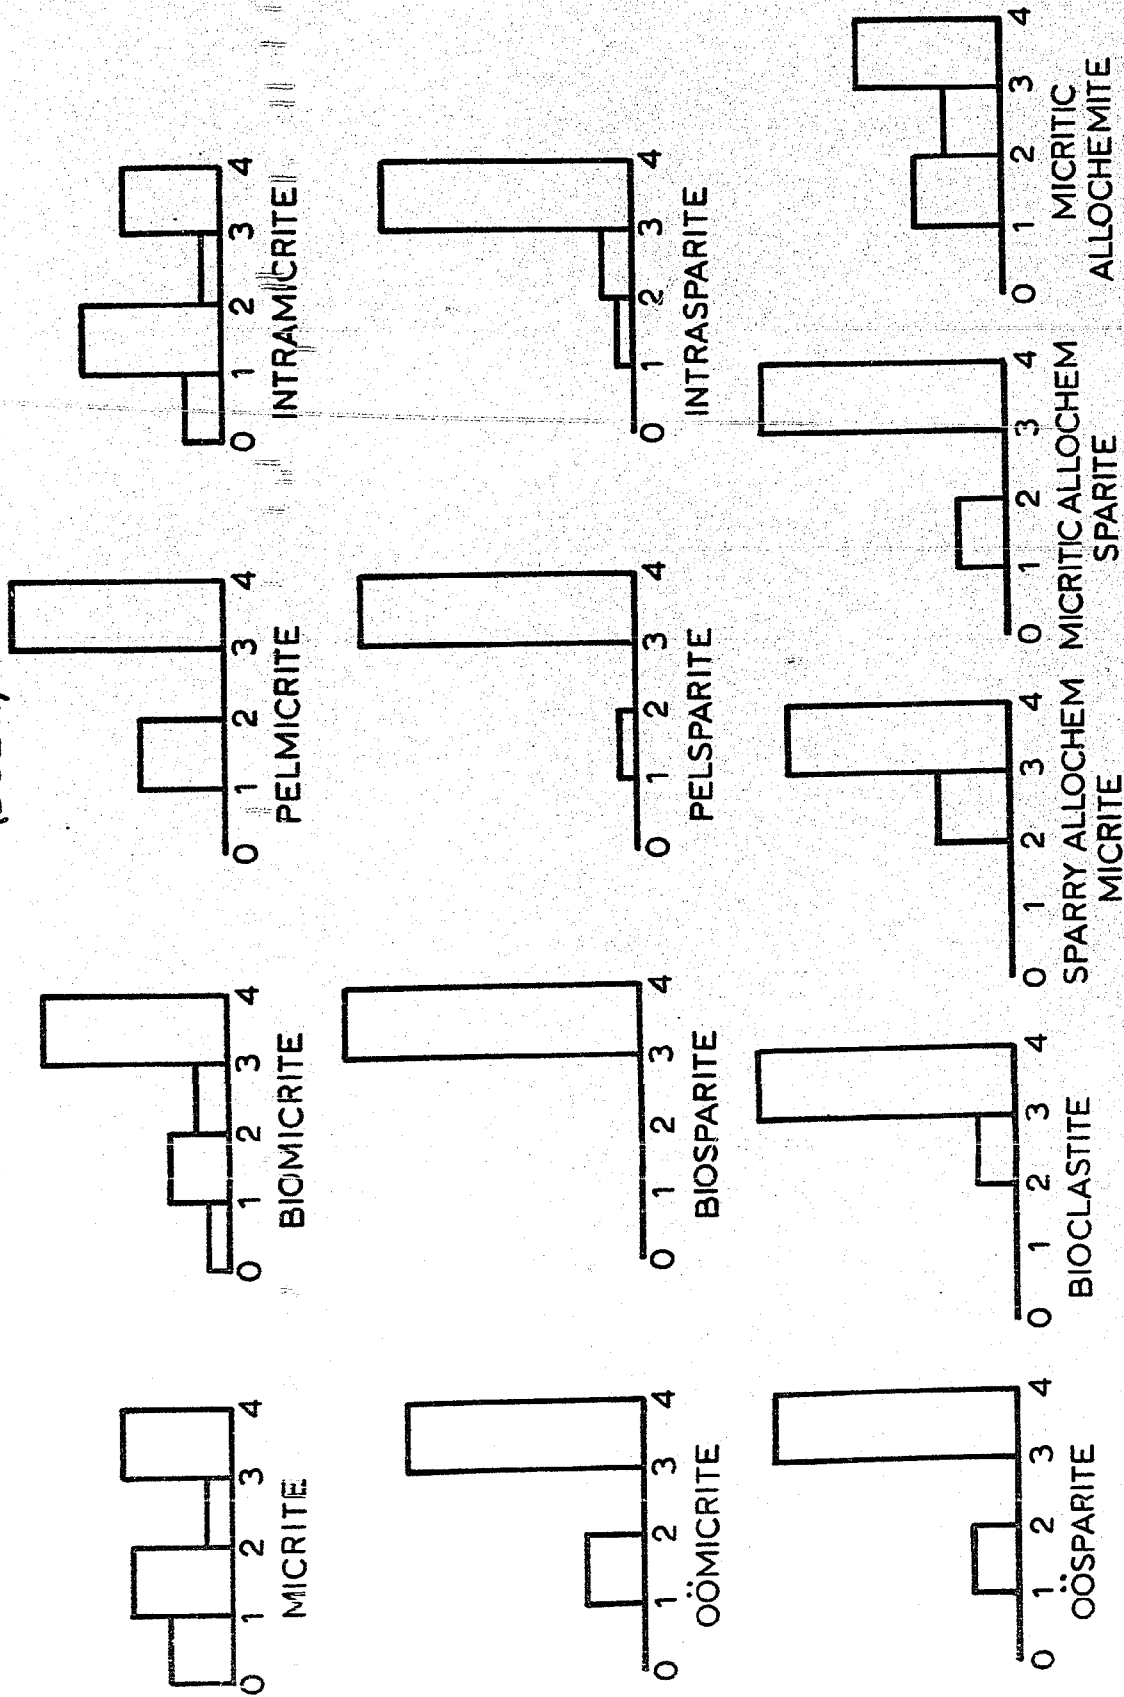 0 1 2 3 4
MICRITE
0 1 2 3 4
BIOMICRITE
0 1 2 3 4
PELMICRITE
0 1 2 3 4
INTRAMICRITE
0 1 2 3 4
OÖMICRITE
0 1 2 3 4
BIOSPARITE
0 1 2 3 4
PELSPARITE
0 1 2 3 4
INTRASPARITE
0 1 2 3 4
OÖSPARITE
0 1 2 3 4
BIOCLASTITE
0 1 2 3 4
SPARRY ALLOCHEM
MICRITE
0 1 2 3 4
MICRITIC ALLOCHEM
SPARITE
0 1 2 3 4
MICRITIC
ALLOCHEMITE